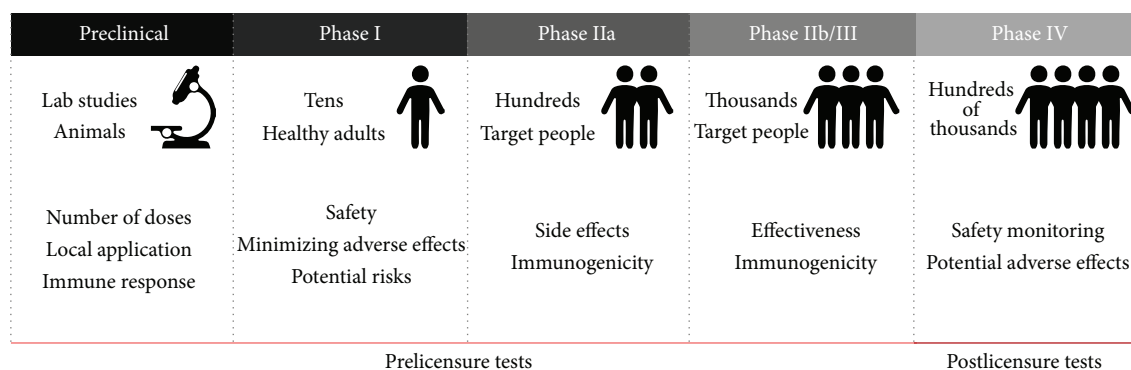 Preclinical
Phase I
Phase IIa
Phase IIb/III
Phase IV
Lab studies
Animals
Tens
Healthy adults
Hundreds
Target people
Thousands
Target people
Hundreds
of
thousands
Number of doses
Local application
Immune response
Safety
Minimizing adverse effects
Potential risks
Side effects
Immunogenicity
Effectiveness
Immunogenicity
Safety monitoring
Potential adverse effects
Prelicensure tests
Postlicensure tests